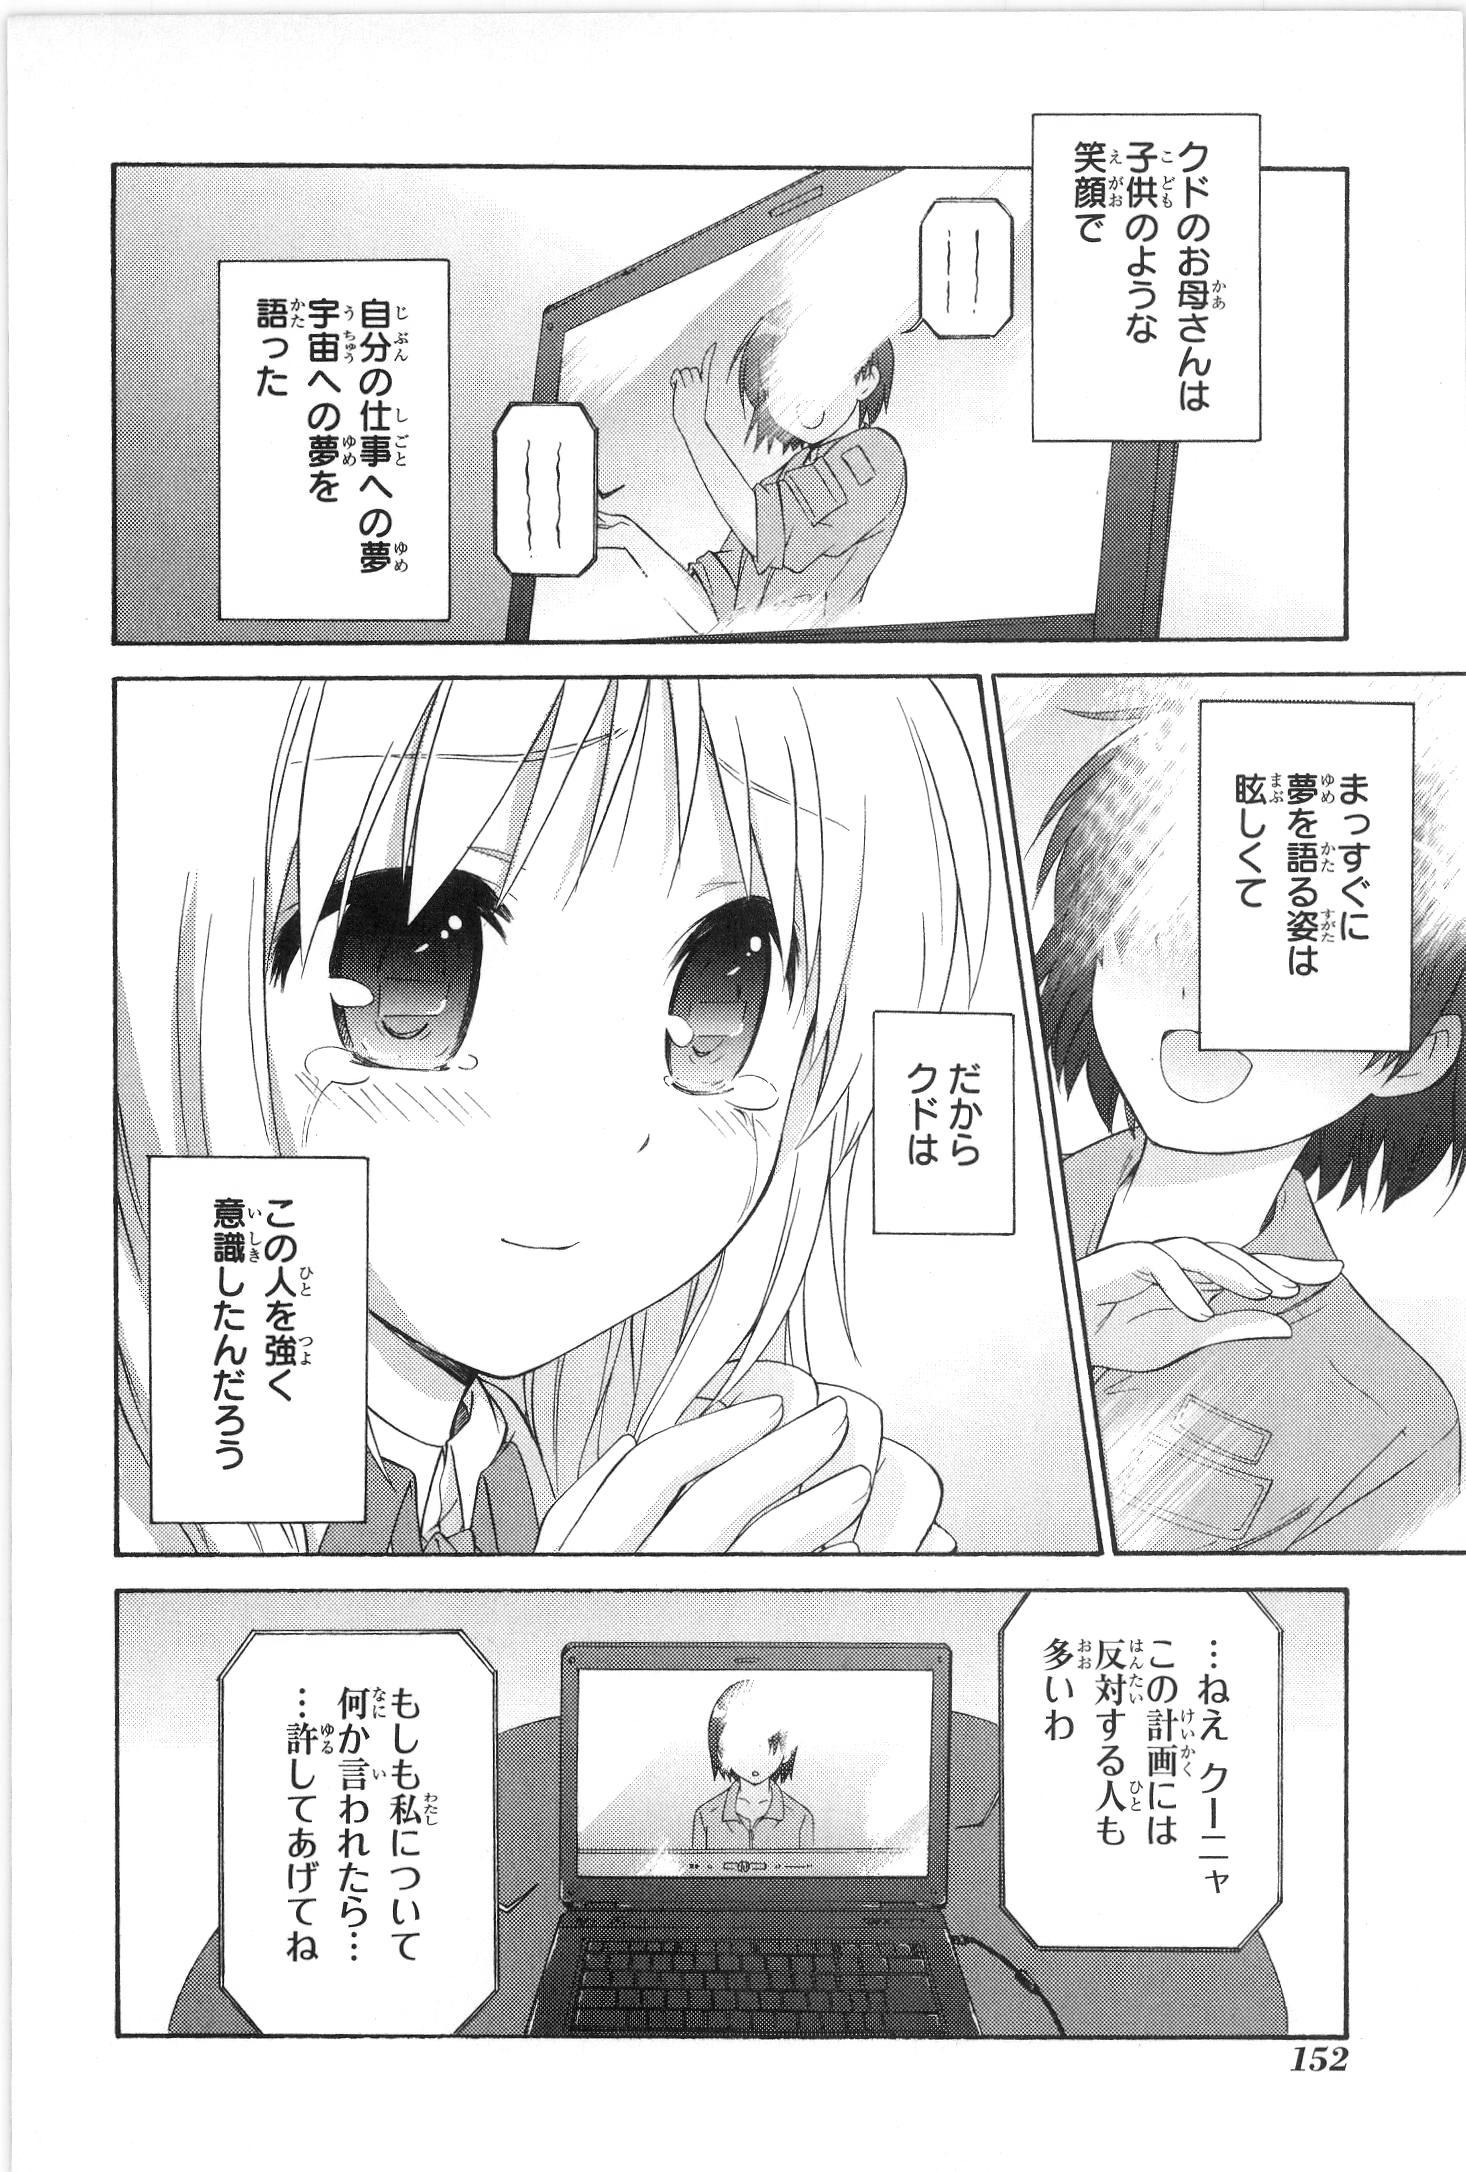 クドのお母さんは
子供のような
笑顔で
自分の仕事への夢
宇宙への夢を
語った
まっすぐに
夢を語る姿は
眩しくて
だから
クドは
この人を強く
意識したんだろう
…ねえ クーニャ
この計画には
反対する人も
多いわ
もしも私について
何か言われたら…
…許してあげてね
152